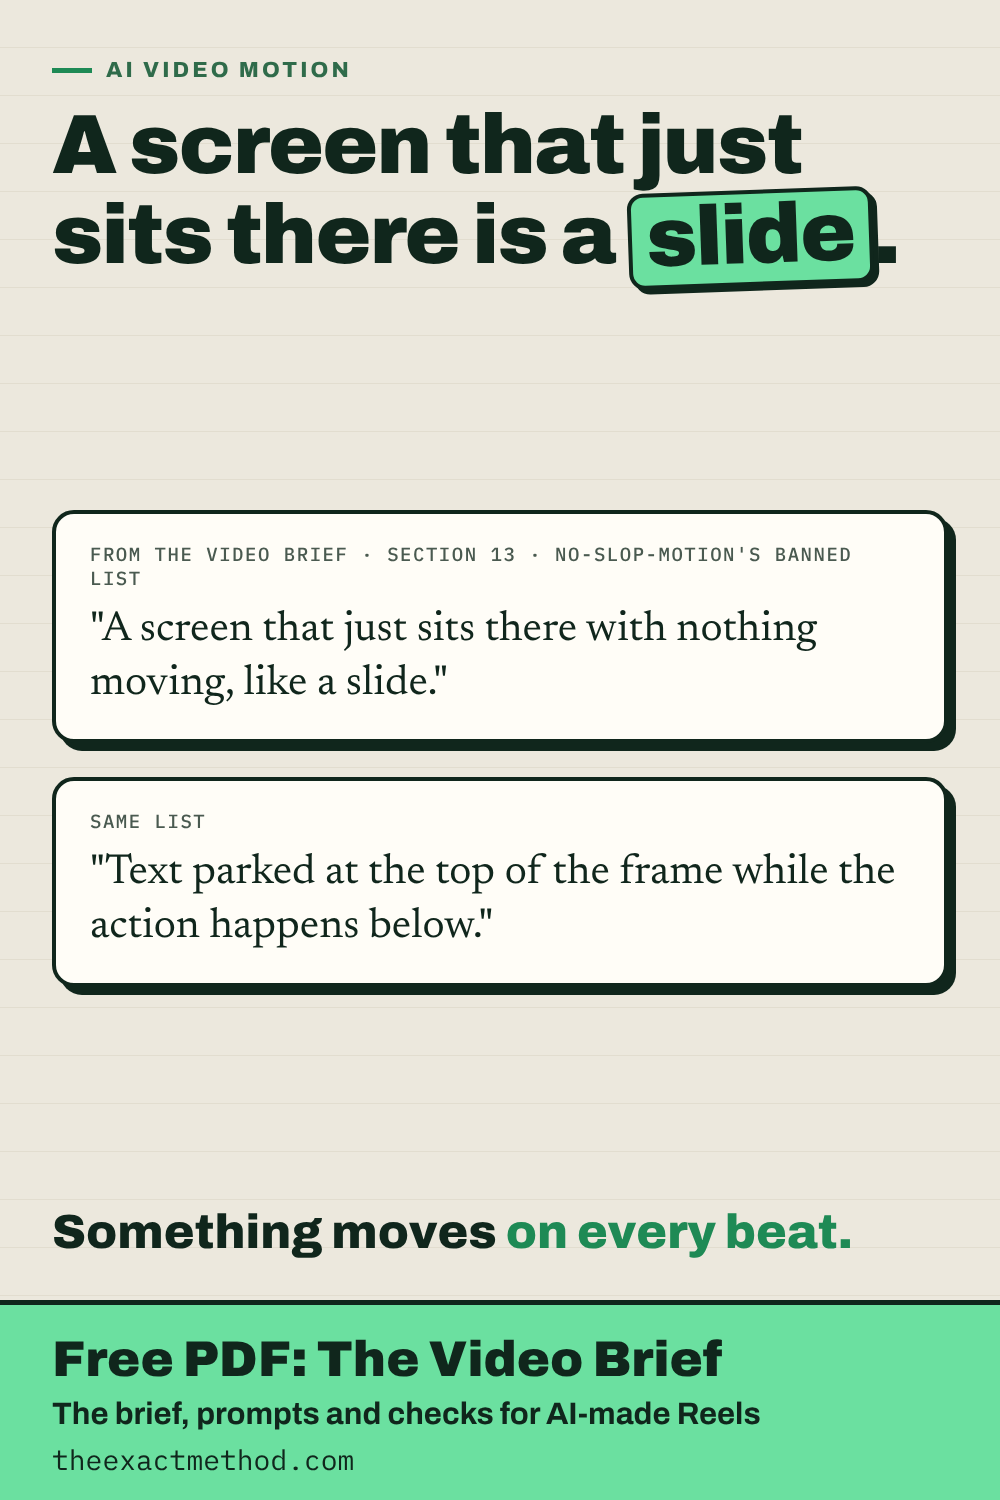 AI VIDEO MOTION
A screen that just
sits there is a slide.
FROM THE VIDEO BRIEF · SECTION 13 · NO-SLOP-MOTION'S BANNED
LIST
"A screen that just sits there with nothing
moving, like a slide."
SAME LIST
"Text parked at the top of the frame while the
action happens below."
Something moves on every beat.
Free PDF: The Video Brief
The brief, prompts and checks for AI-made Reels
theexactmethod.com